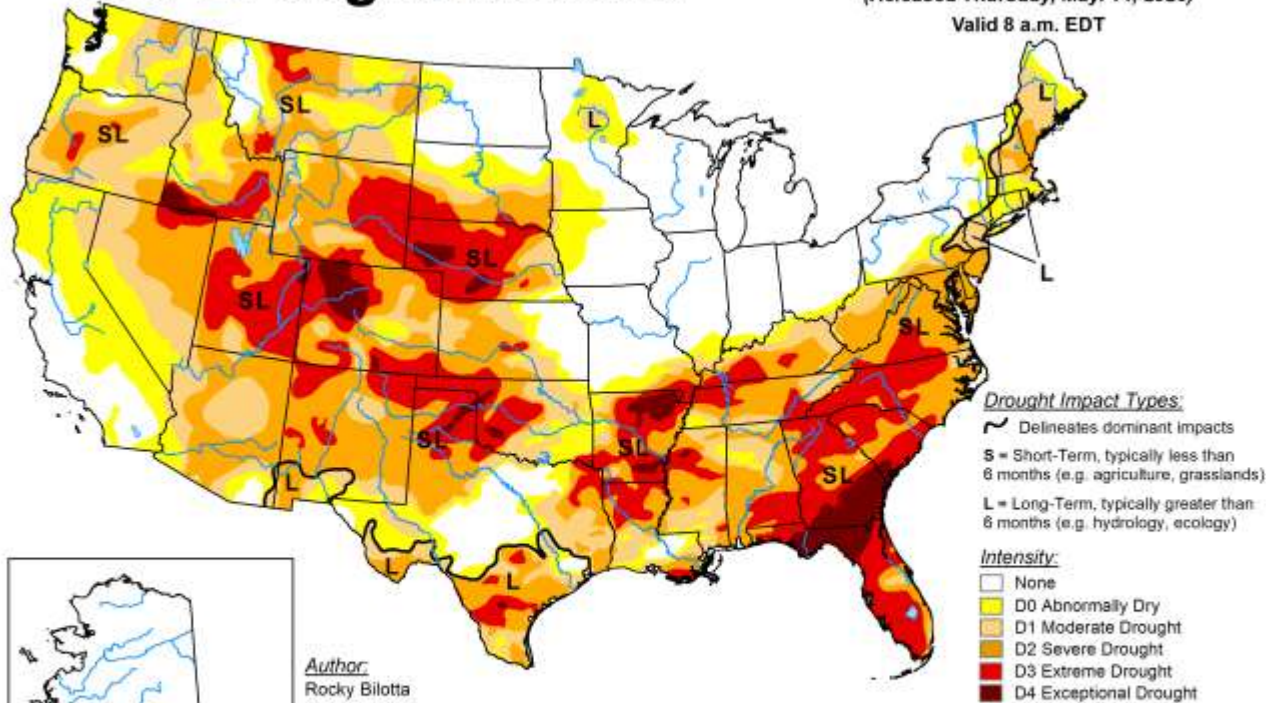 Valid 8 a.m. EDT
SL
SL
L
L
SL
SL
SL
L
SL
SL
SL
L
L
L
Drought Impact Types:
Delineates dominant impacts
S = Short-Term, typically less than
6 months (e.g. agriculture, grasslands)
L = Long-Term, typically greater than
6 months (e.g. hydrology, ecology)
Intensity:
None
D0 Abnormally Dry
D1 Moderate Drought
D2 Severe Drought
D3 Extreme Drought
D4 Exceptional Drought
Author:
Rocky Bilotta